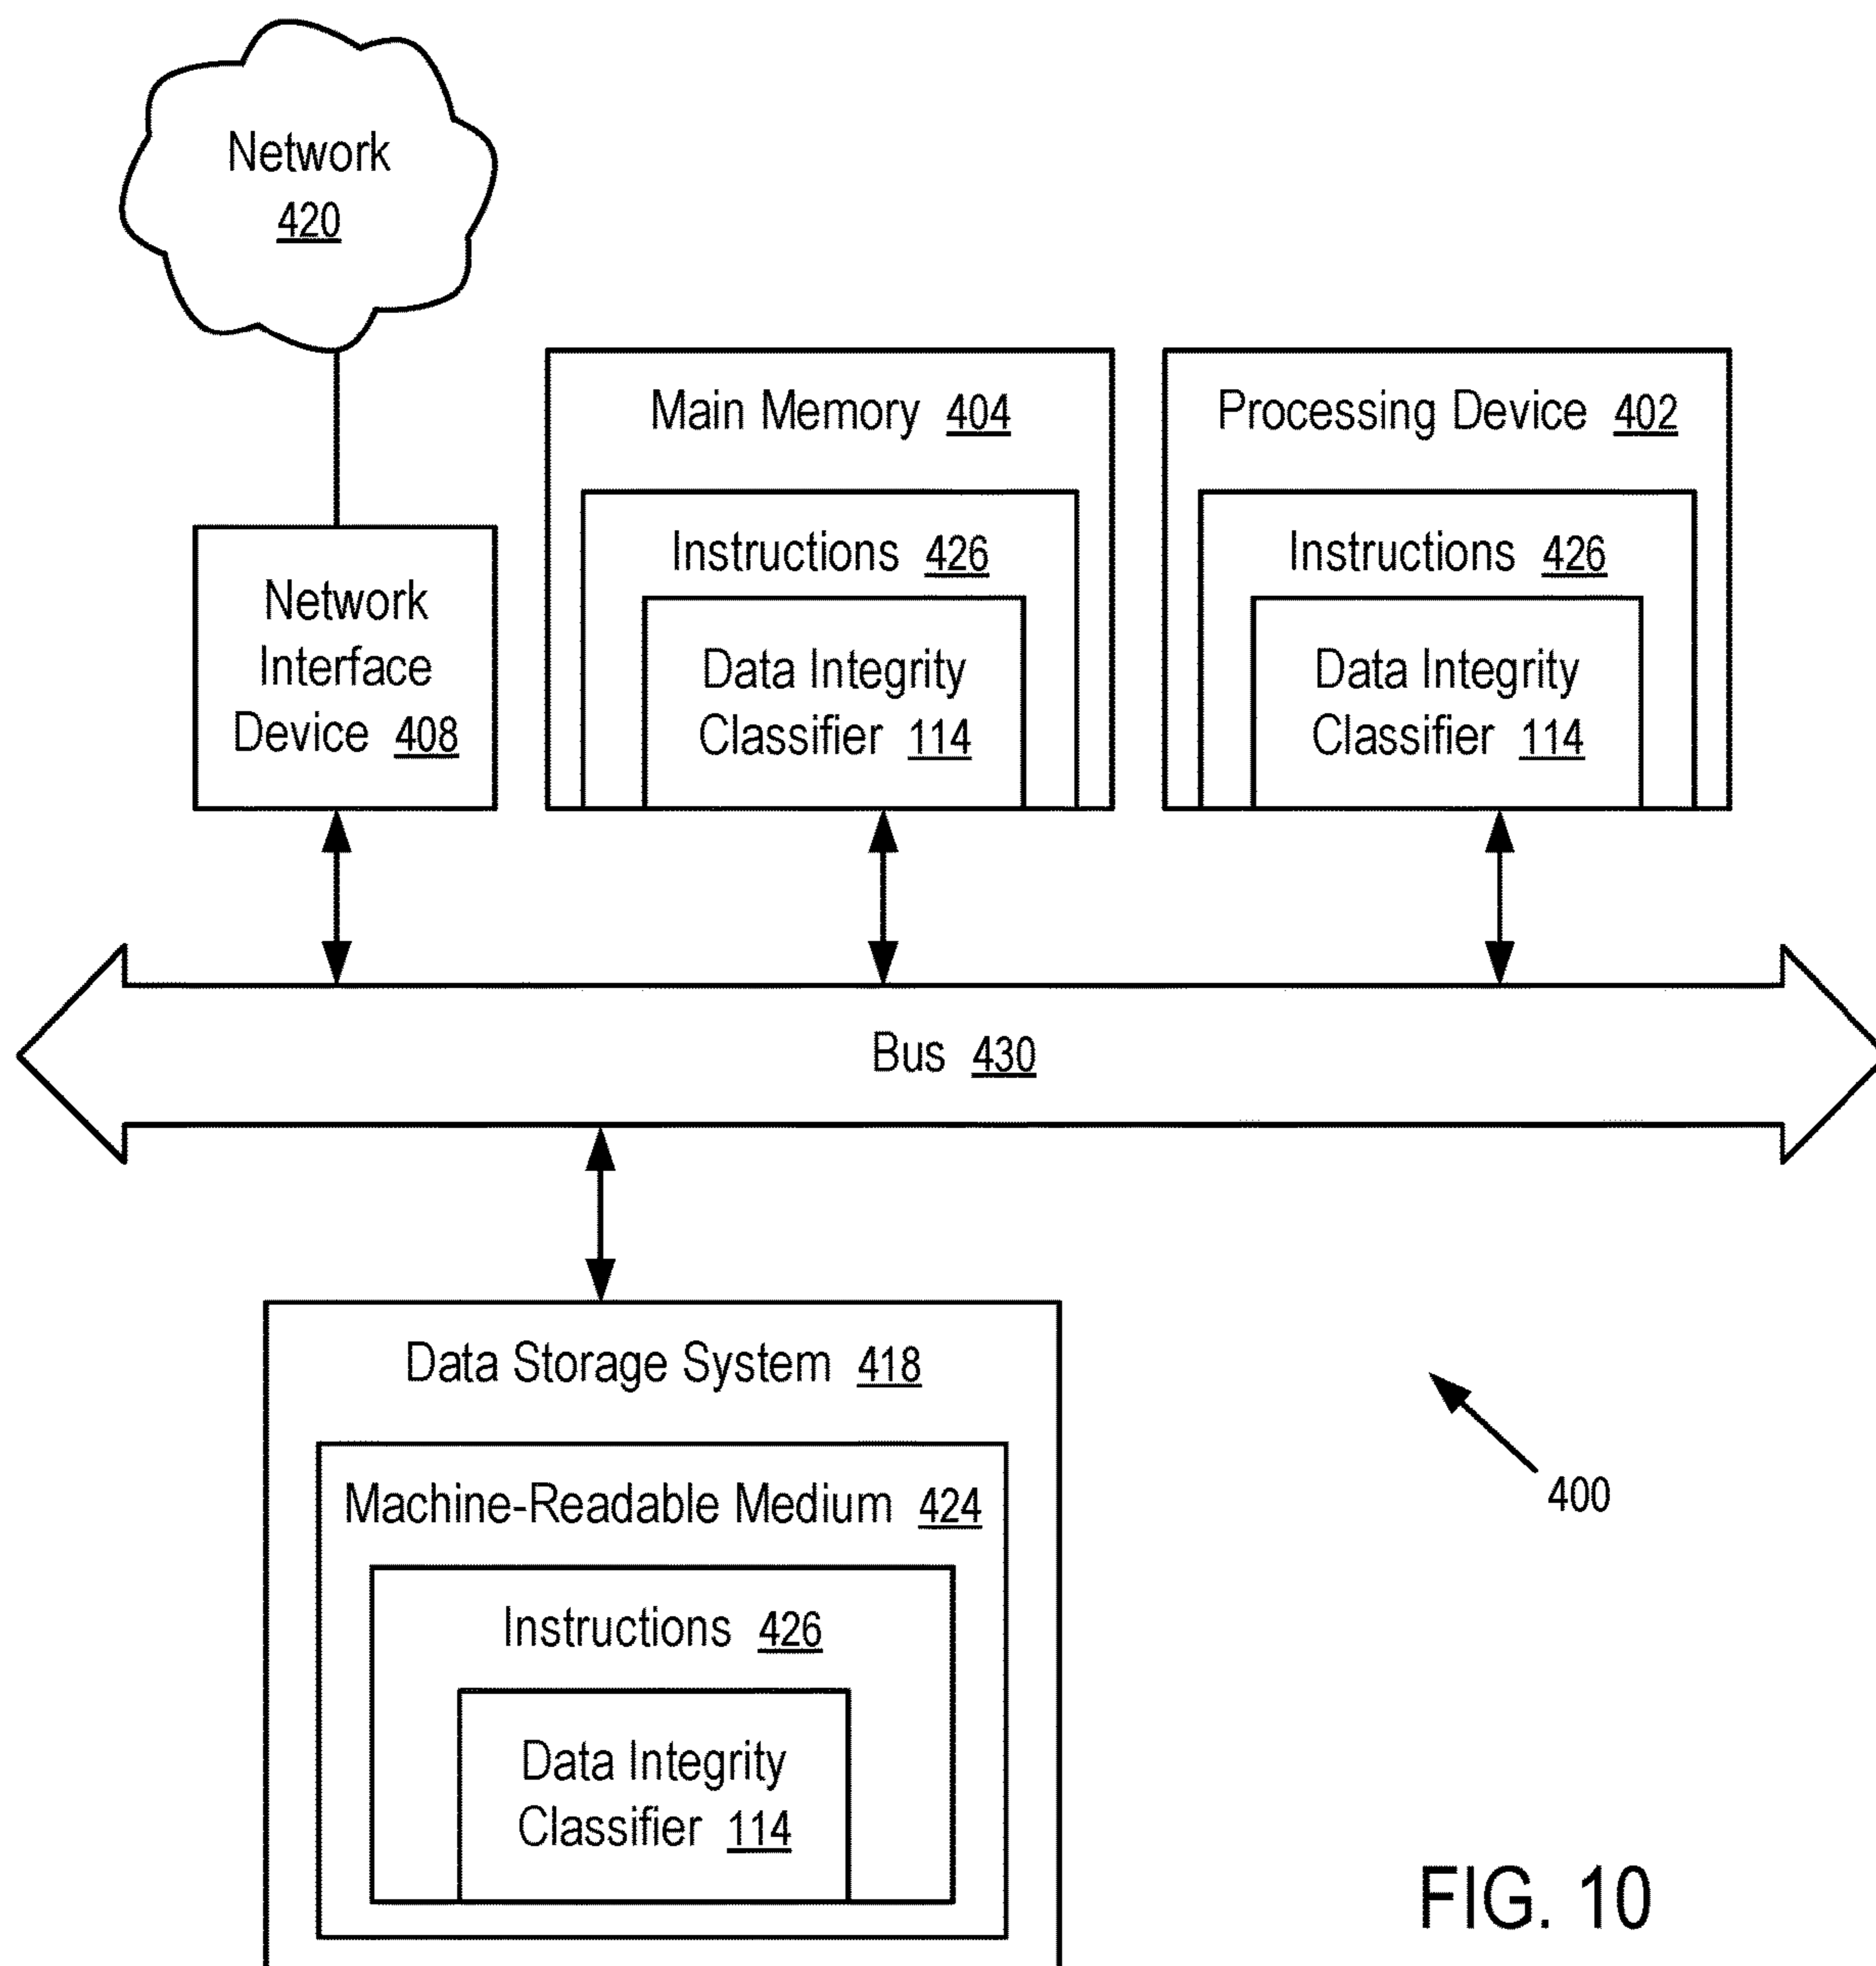 Network
420
Main Memory 404
Processing Device 402
Instructions 426
Instructions 426
Network
Interface
Device 408
Data Integrity
Classifier 114
Data Integrity
Classifier 114
Bus 430
Data Storage System 418
Machine-Readable Medium 424
Instructions 426
Data Integrity
Classifier 114
400
FIG. 10